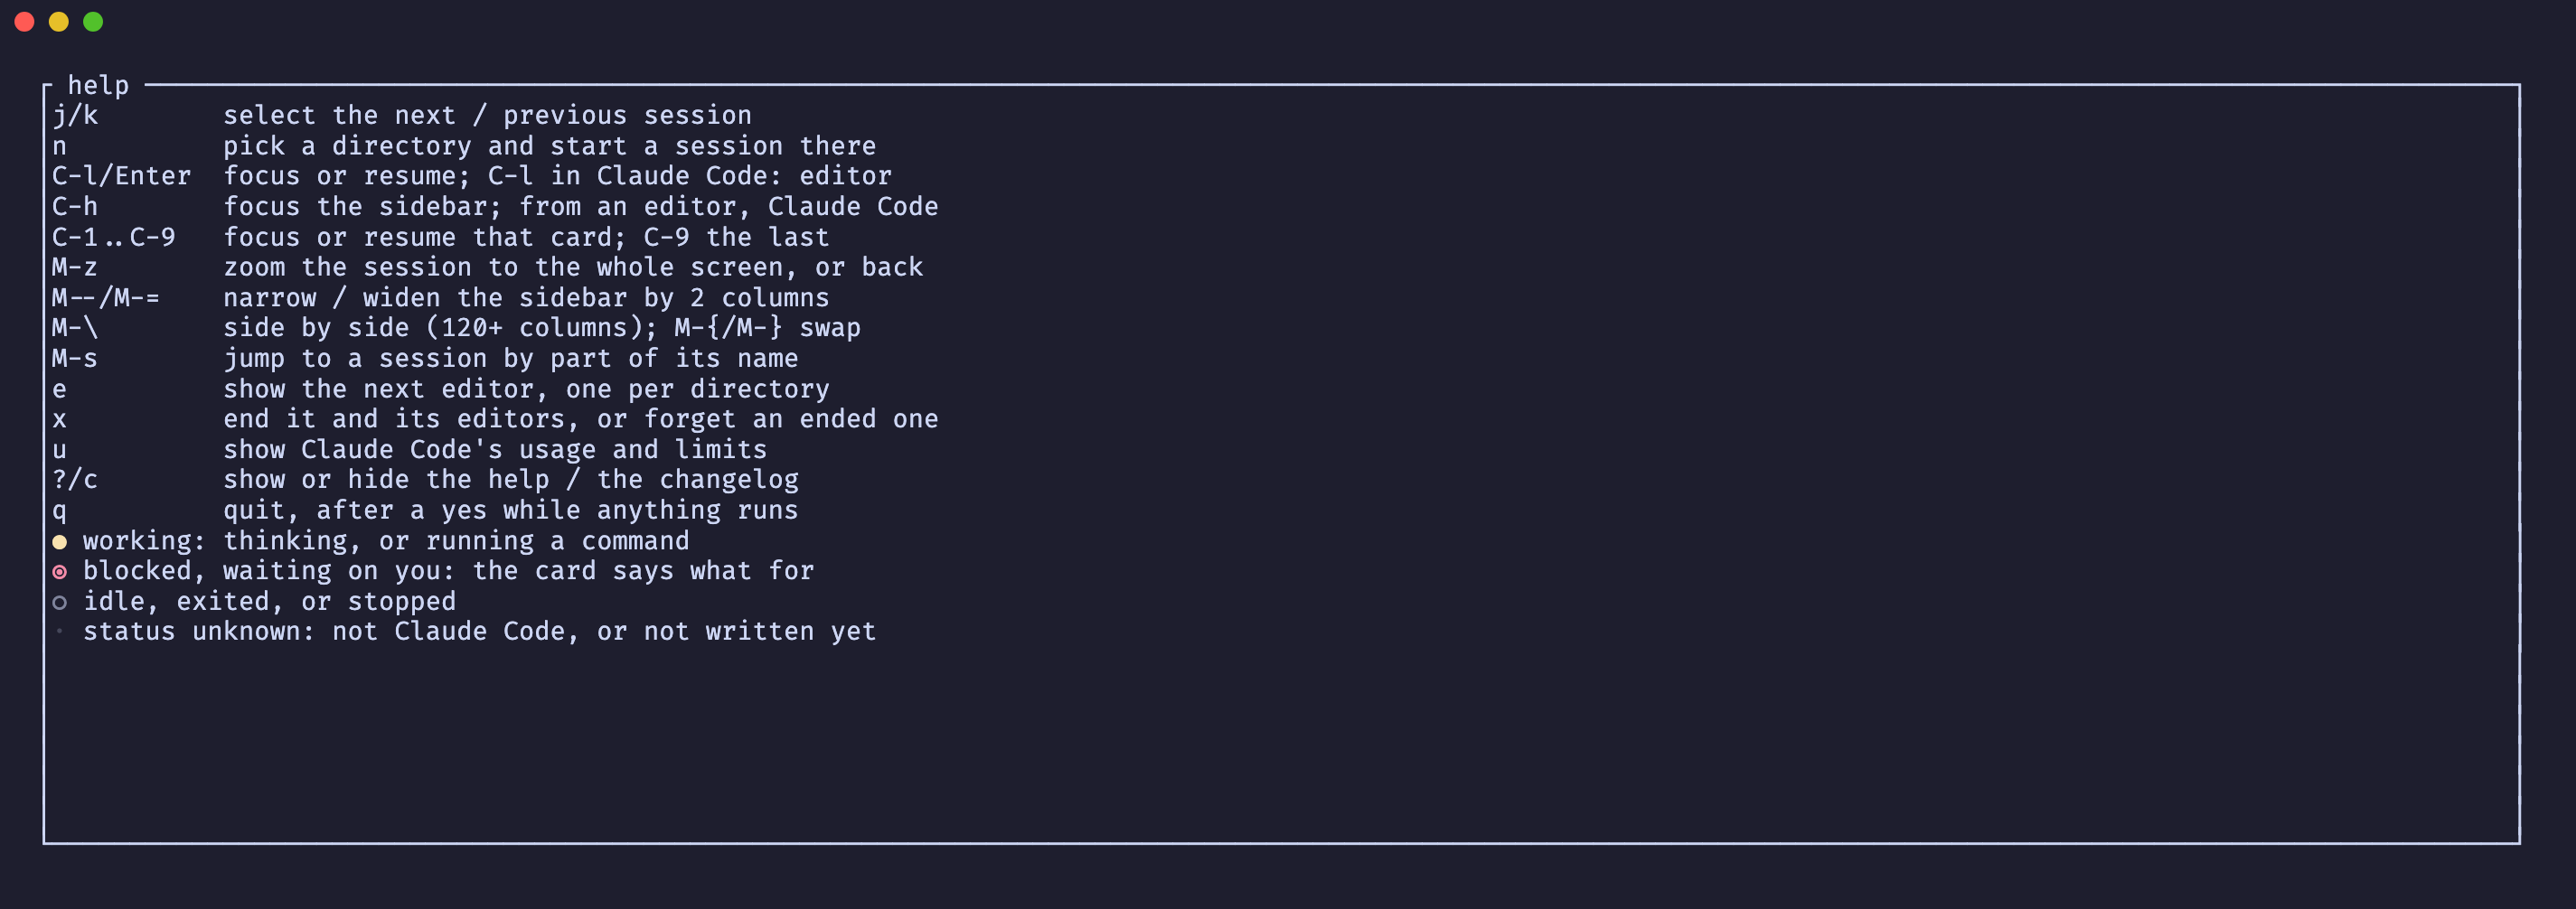 help
j/k        select the next / previous session
n          pick a directory and start a session there
C-l/Enter  focus or resume; C-l in Claude Code: editor
C-h        focus the sidebar; from an editor, Claude Code
C-1..C-9   focus or resume that card; C-9 the last
M-z        zoom the session to the whole screen, or back
M--/M-=    narrow / widen the sidebar by 2 columns
M-\        side by side (120+ columns); M-{/M-} swap
M-s        jump to a session by part of its name
e          show the next editor, one per directory
x          end it and its editors, or forget an ended one
u          show Claude Code's usage and limits
?/c        show or hide the help / the changelog
q          quit, after a yes while anything runs
● working: thinking, or running a command
◉ blocked, waiting on you: the card says what for
○ idle, exited, or stopped
· status unknown: not Claude Code, or not written yet